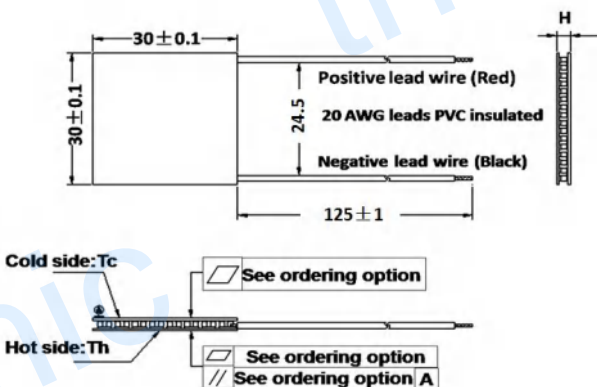 30±0.1
H
30±0.1
Positive lead wire (Red)
24.5
20 AWG leads PVC insulated
Negative lead wire (Black)
125±1
Cold side:Tc
See ordering option
Hot side:Th
See ordering option
// See ordering option A